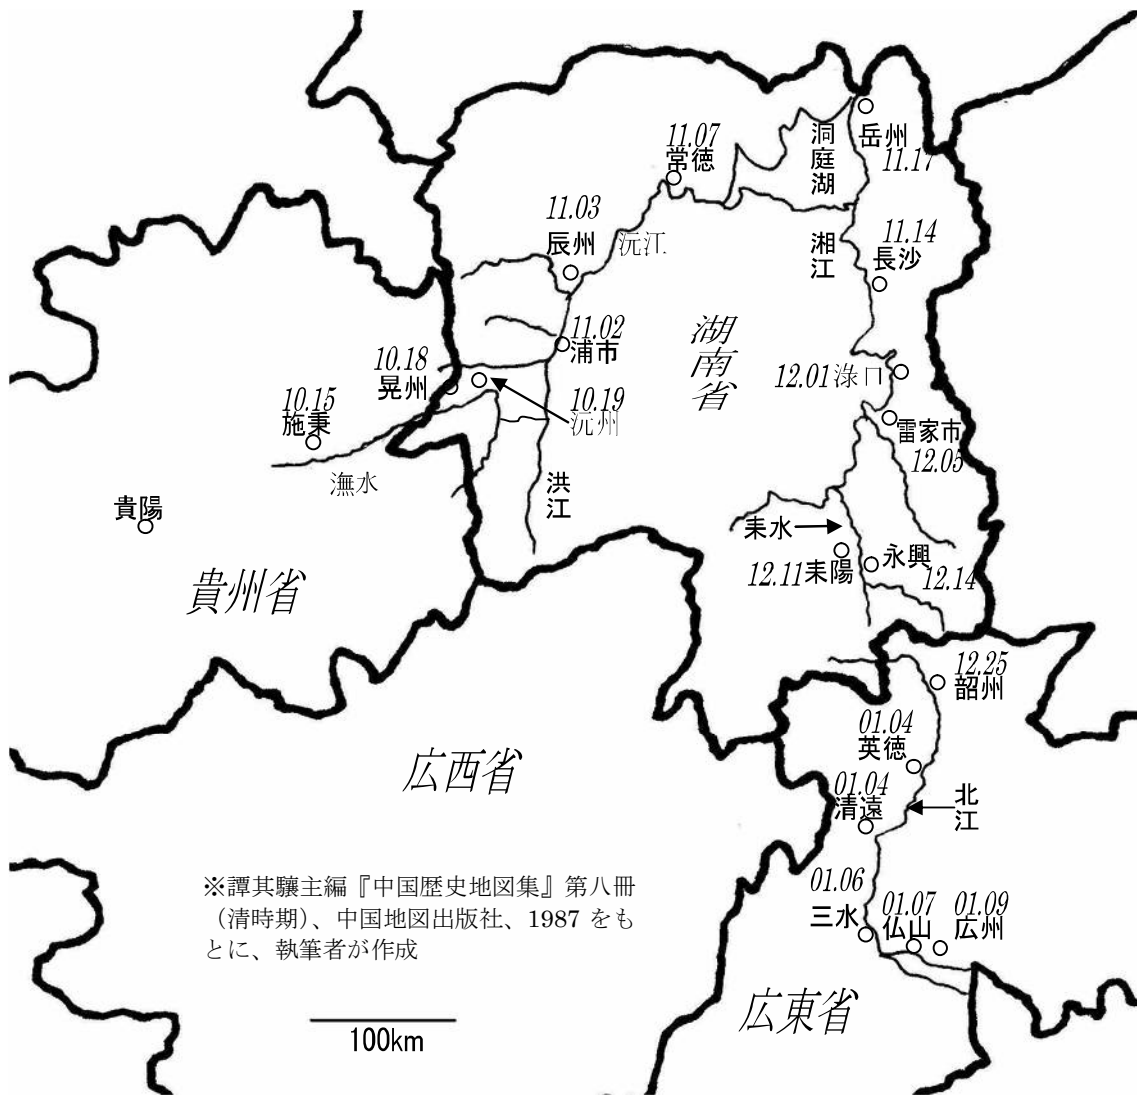 岳州
11.17
洞庭湖
11.07
常徳
11.03
辰州
沅江
湘江
11.14
長沙
11.02
浦市
湖南省
10.18
晃州
10.19
沅州
10.15
施秉
12.01淥口
雷家市
12.05
潕水
洪江
貴陽
耒水
12.11耒陽
永興
12.14
貴州省
12.25
韶州
01.04
英徳
広西省
01.04
清遠
北江
※譚其驤主編『中国歴史地図集』第八冊
(清時期)、中国地図出版社、1987 をも
とに、執筆者が作成
01.06
三水
01.07
仏山
01.09
広州
広東省
100km